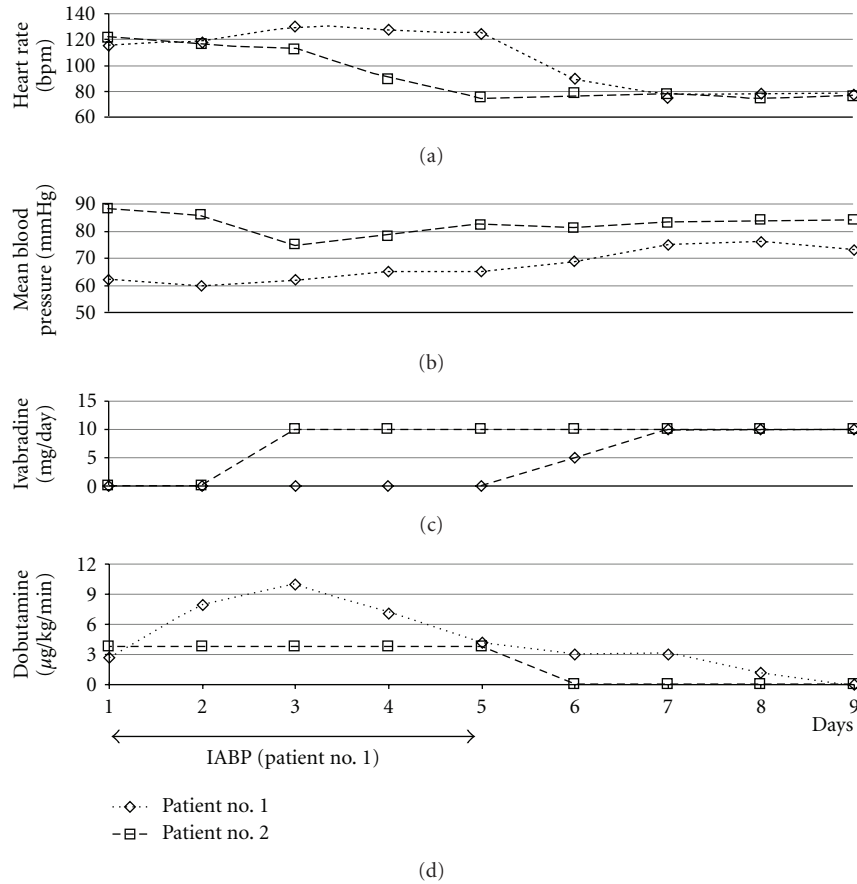 140
120
100
80
60
Heart rate
(bpm)
(a)
90
80
70
60
50
Mean blood
pressure (mmHg)
(b)
15
10
5
0
Ivabradine
(mg/day)
(c)
12
9
6
3
0
Dobutamine
(µg/kg/min)
1 2 3 4 5 6 7 8 9
Days
IABP (patient no. 1)
Patient no. 1
Patient no. 2
(d)